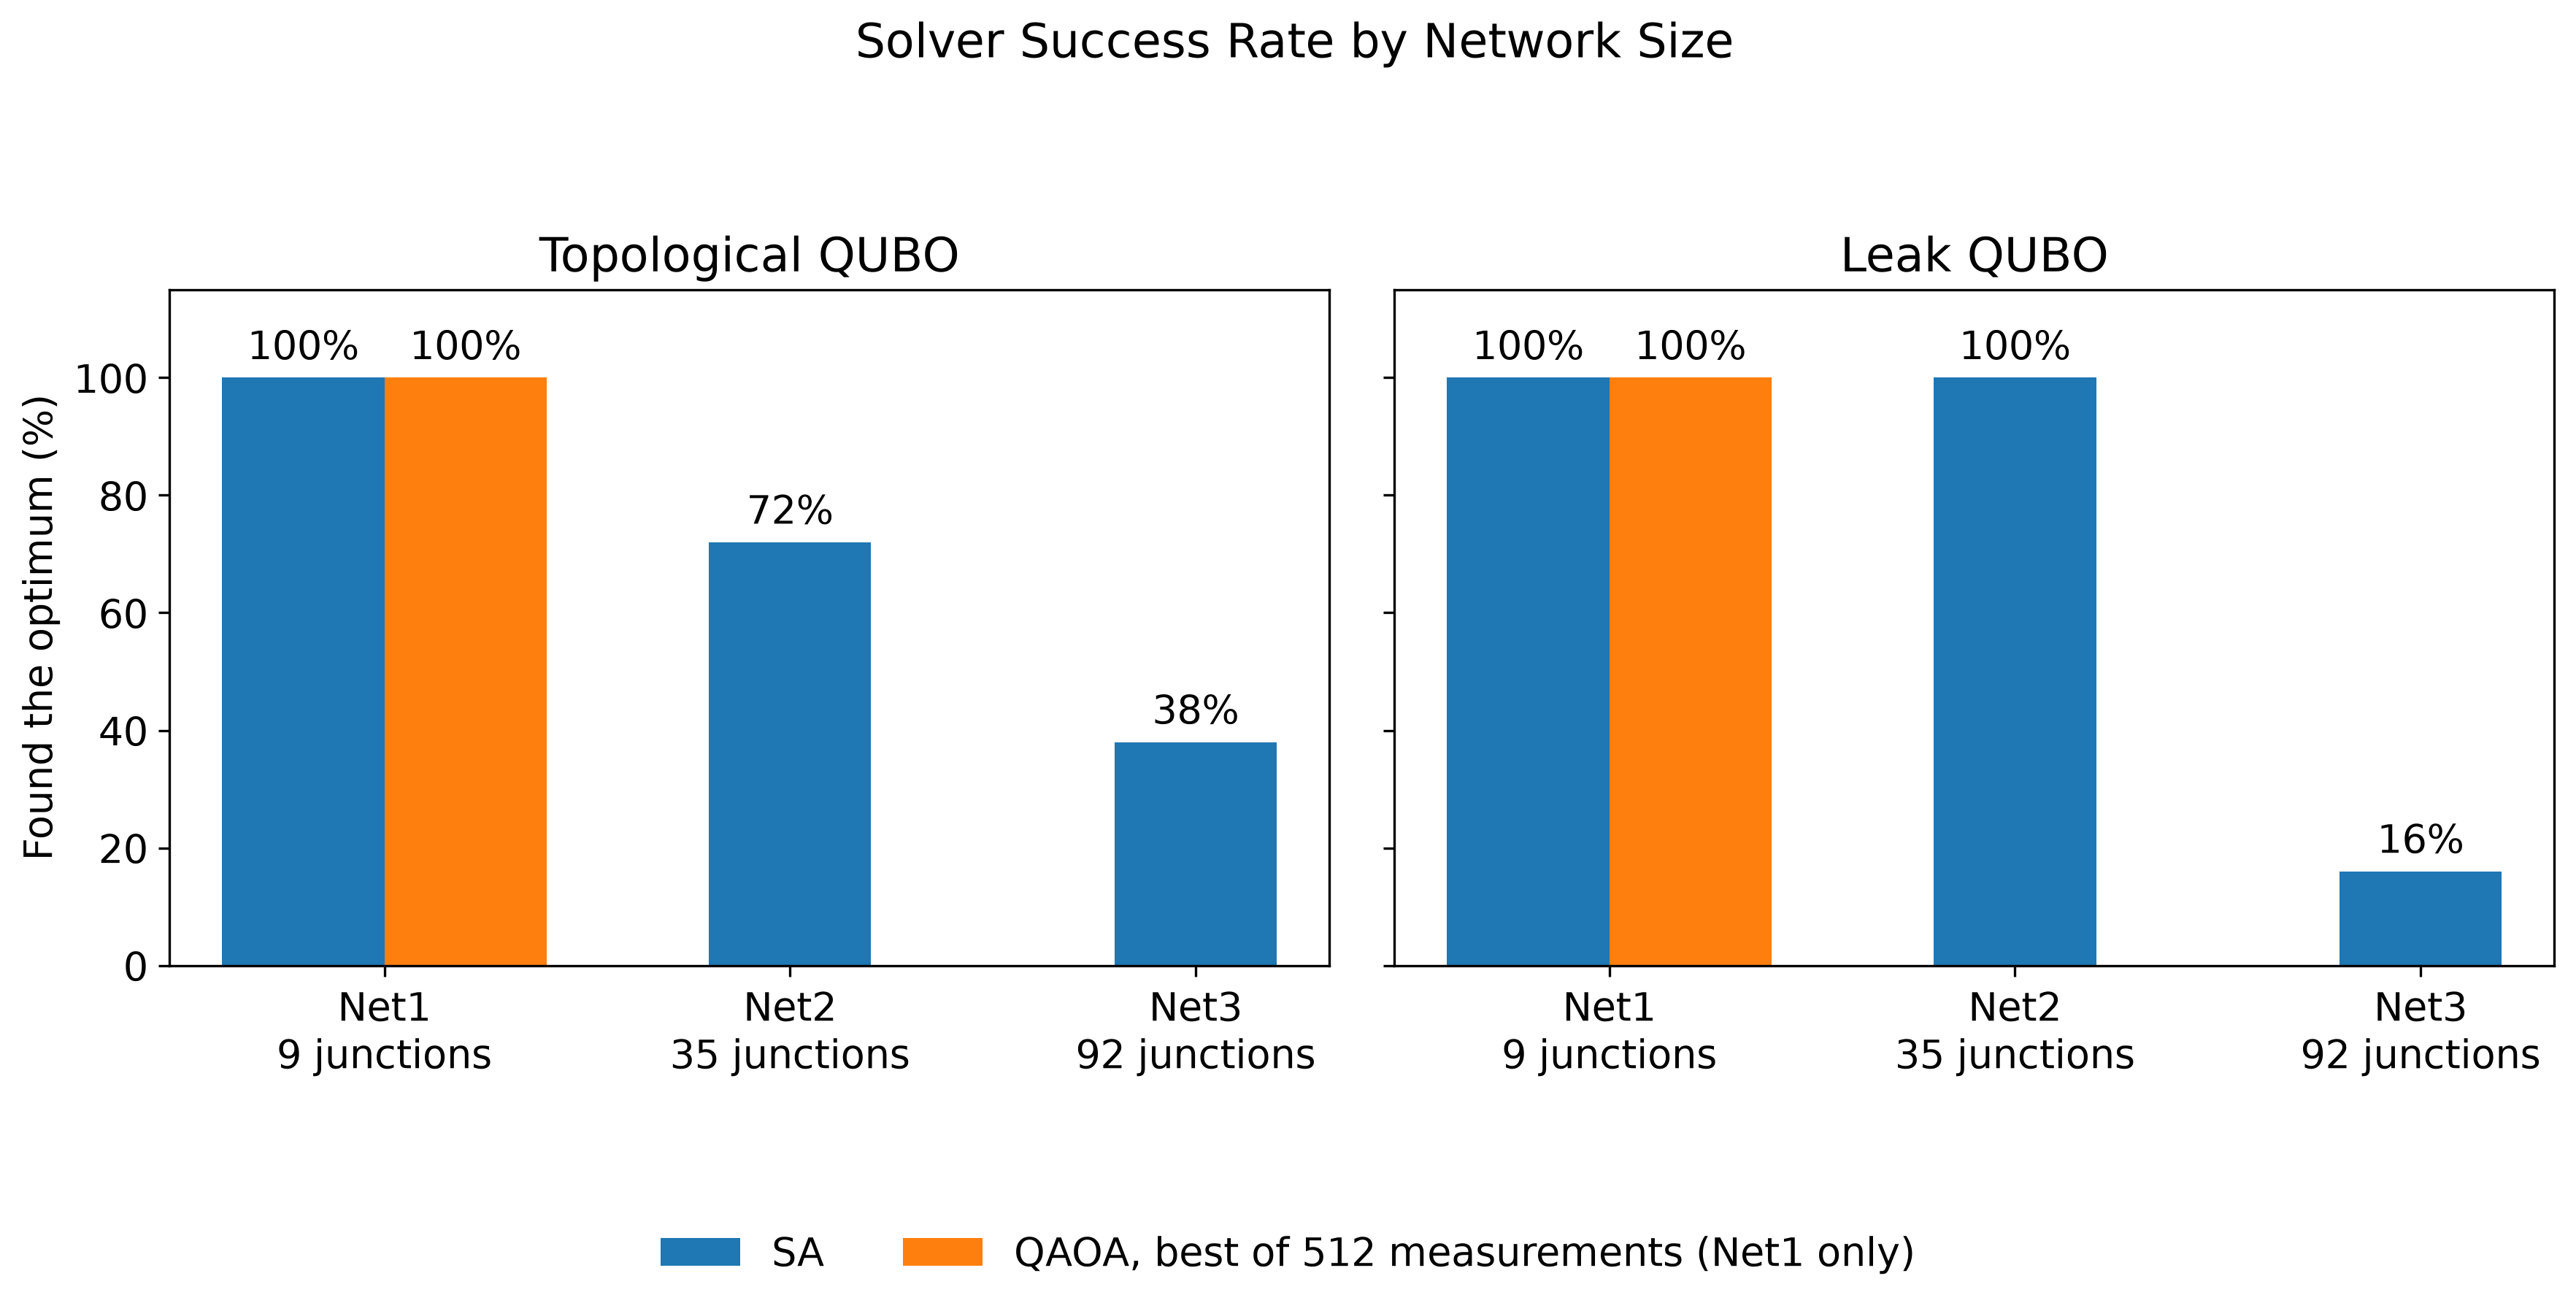 Solver Success Rate by Network Size
Topological QUBO
Found the optimum (%)
100
80
60
40
20
0
100%
100%
72%
38%
Net1
9 junctions
Net2
35 junctions
Net3
92 junctions
Leak QUBO
100%
100%
100%
16%
Net1
9 junctions
Net2
35 junctions
Net3
92 junctions
SA
QAOA, best of 512 measurements (Net1 only)